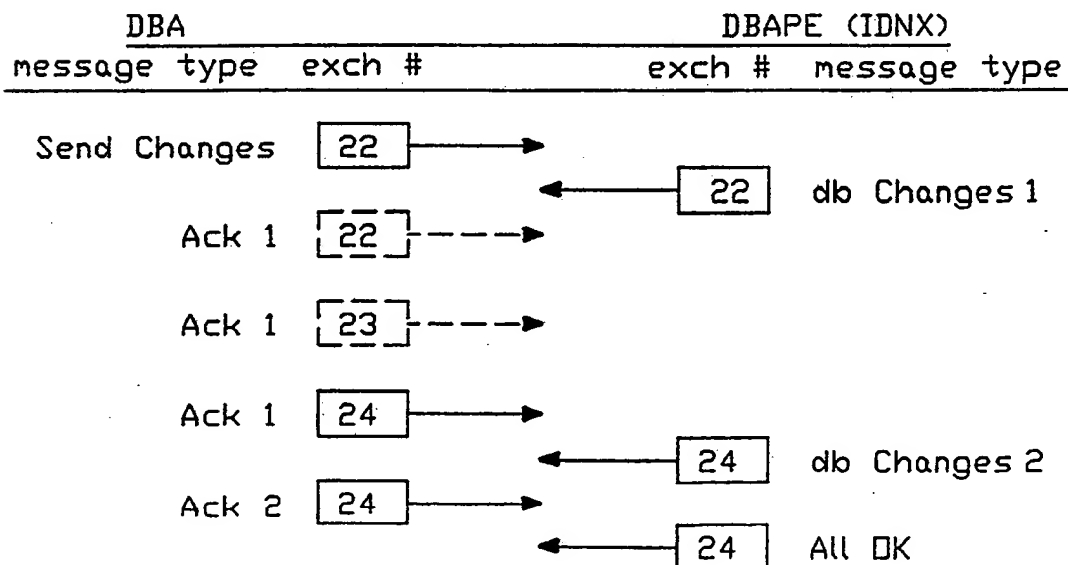 DBA DBAPE (IDNX)
message type exch # exch # message type
Send Changes 22
22 db Changes 1
Ack 1 22
Ack 1 23
Ack 1 24
24 db Changes 2
Ack 2 24
24 All OK